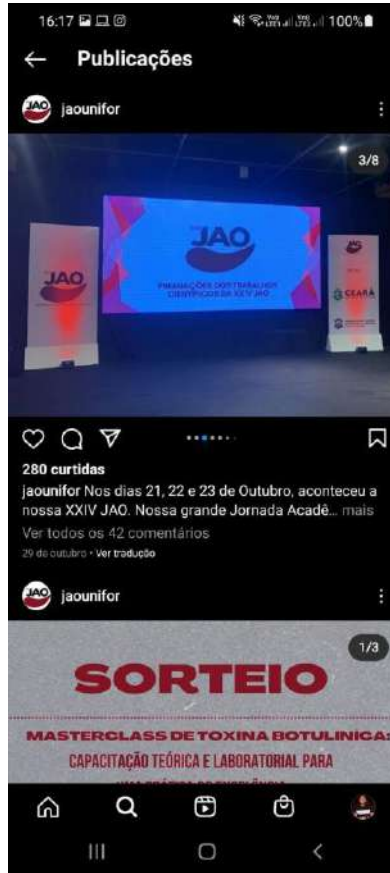 16:17
100%
Publicações
JAO
jaounifor
3/8
JAO
JAO
PREMIAÇÕES DOS TRABALHOS
CIENTÍFICOS DA XXIV JAO
CEARÁ
280 curtidas
jaounifor Nos dias 21, 22 e 23 de Outubro, aconteceu a
nossa XXIV JAO. Nossa grande Jornada Acadê... mais
Ver todos os 42 comentários
29 de outubro • Ver tradução
JAO
jaounifor
1/3
SORTEIO
MASTERCLASS DE TOXINA BOTULINICA:
CAPACITAÇÃO TEÓRICA E LABORATORIAL PARA